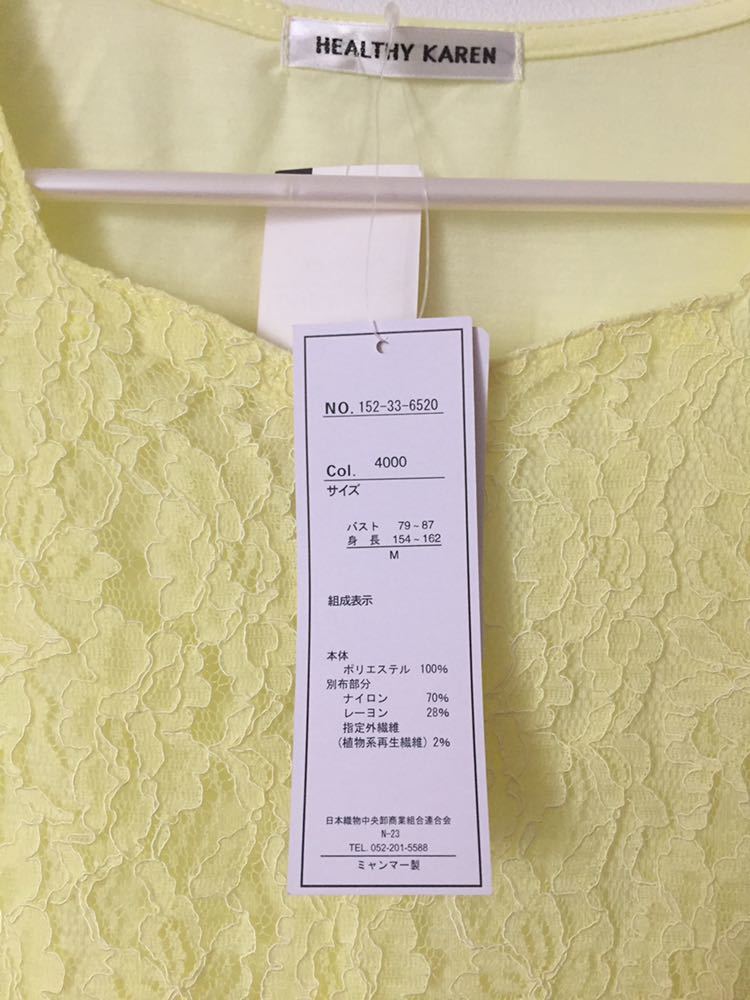 HEALTHY KAREN
NO. 152-33-6520
Col. 4000
サイズ
バスト 79~87
身 長 154~162
M
組成表示
本体
ポリエステル 100%
別布部分
ナイロン 70%
レーヨン 28%
指定外繊維
(植物系再生繊維) 2%
日本織物中央卸商業組合連合会
N-23
TEL. 052-201-5588
ミャンマー製